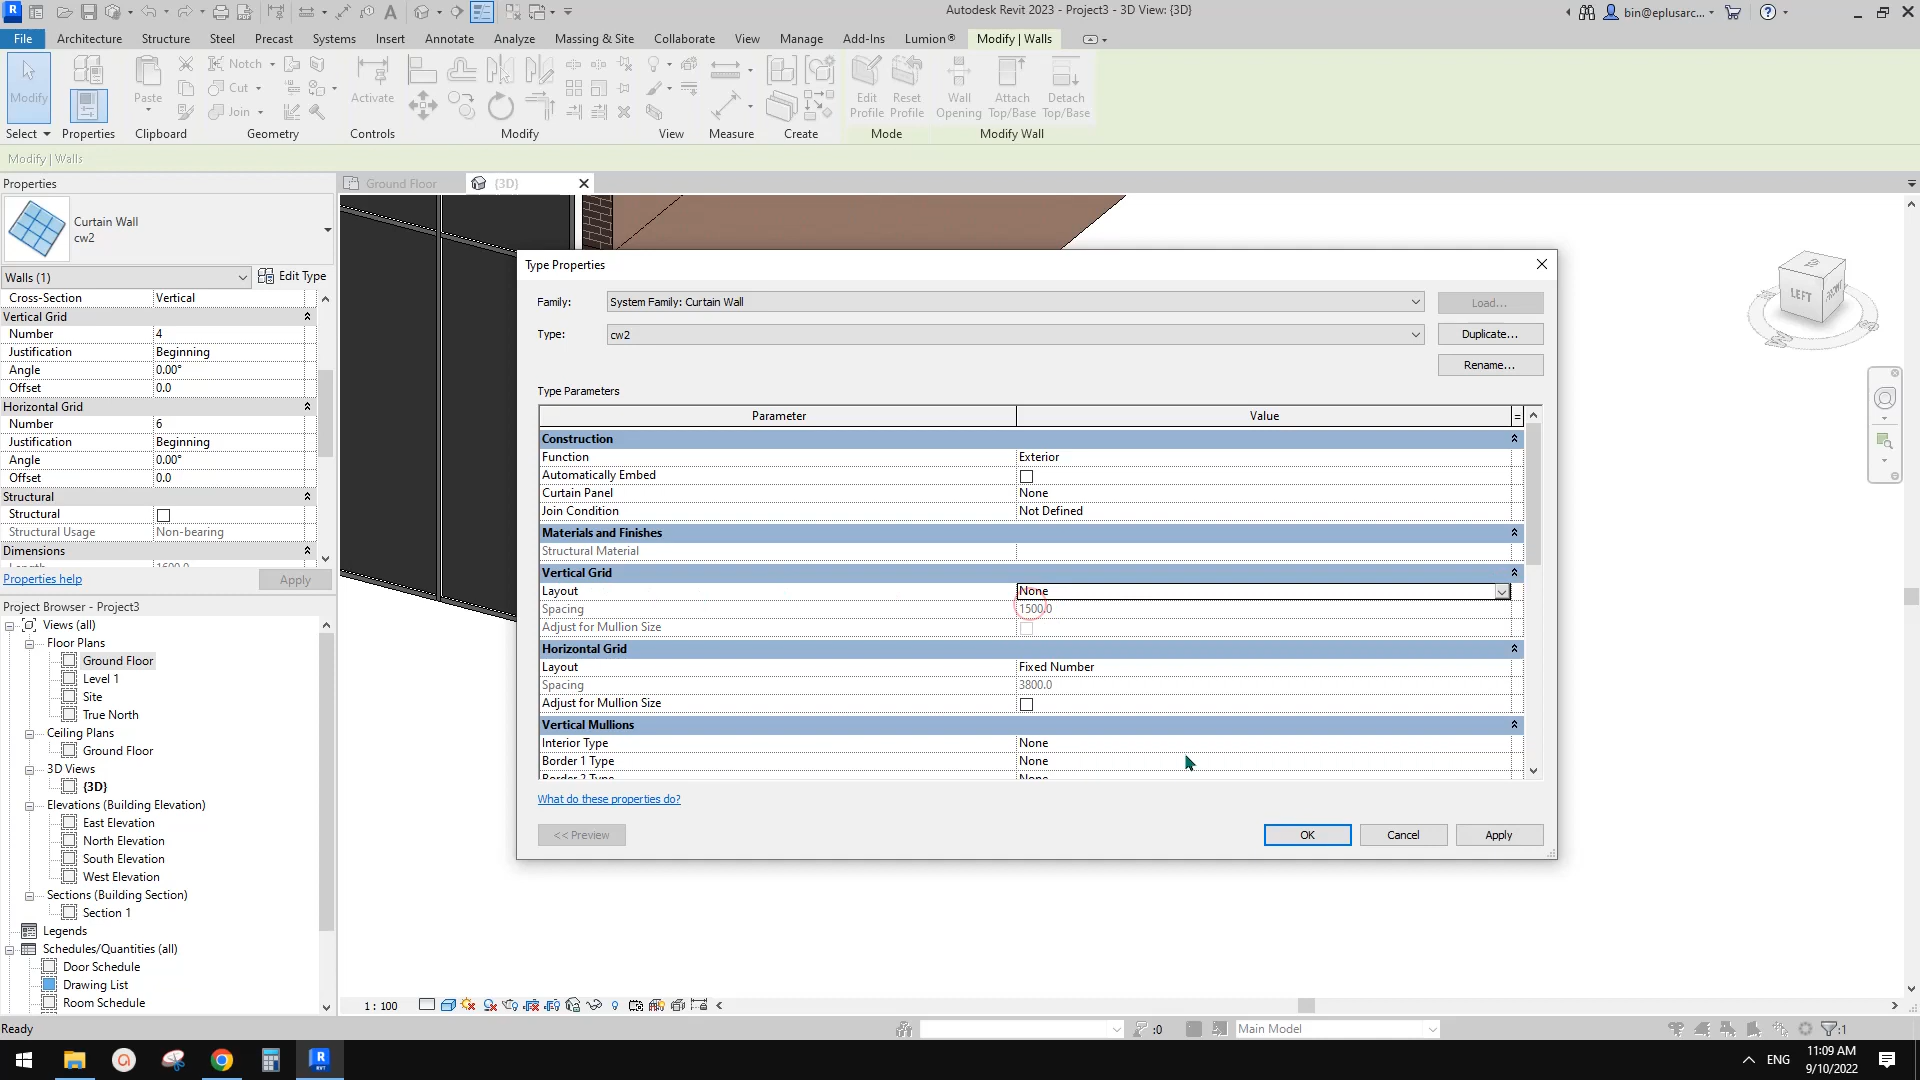 Autodesk Revit 2023 - Project3 - 3D View: {3D}
bin@eplusarc...
File Architecture Structure Steel Precast Systems Insert Annotate Analyze Massing & Site Collaborate View Manage Add-Ins Lumion® Modify | Walls
Modify
Paste
Notch
Cut
Join
Activate
Edit Profile
Reset Profile
Wall Opening
Attach Top/Base
Detach Top/Base
Select Properties Clipboard Geometry Controls Modify View Measure Create Mode Modify Wall
Modify | Walls
Properties
Ground Floor
{3D}
Curtain Wall
cw2
Walls (1)
Edit Type
Cross-Section Vertical
Vertical Grid
Number 4
Justification Beginning
Angle 0.00°
Offset 0.0
Horizontal Grid
Number 6
Justification Beginning
Angle 0.00°
Offset 0.0
Structural
Structural
Structural Usage Non-bearing
Dimensions
Length 1600.0
Properties help
Apply
Project Browser - Project3
Views (all)
Floor Plans
Ground Floor
Level 1
Site
True North
Ceiling Plans
Ground Floor
3D Views
{3D}
Elevations (Building Elevation)
East Elevation
North Elevation
South Elevation
West Elevation
Sections (Building Section)
Section 1
Legends
Schedules/Quantities (all)
Door Schedule
Drawing List
Room Schedule
Type Properties
Family: System Family: Curtain Wall Load...
Type: cw2 Duplicate...
Rename...
Type Parameters
Parameter Value =
Construction
Function Exterior
Automatically Embed
Curtain Panel None
Join Condition Not Defined
Materials and Finishes
Structural Material
Vertical Grid
Layout None
Spacing 1500.0
Adjust for Mullion Size
Horizontal Grid
Layout Fixed Number
Spacing 3800.0
Adjust for Mullion Size
Vertical Mullions
Interior Type None
Border 1 Type None
Border 2 Type None
What do these properties do?
<< Preview OK Cancel Apply
LEFT
FRONT
1 : 100
Ready
:0
Main Model
:1
ENG
11:09 AM
9/10/2022